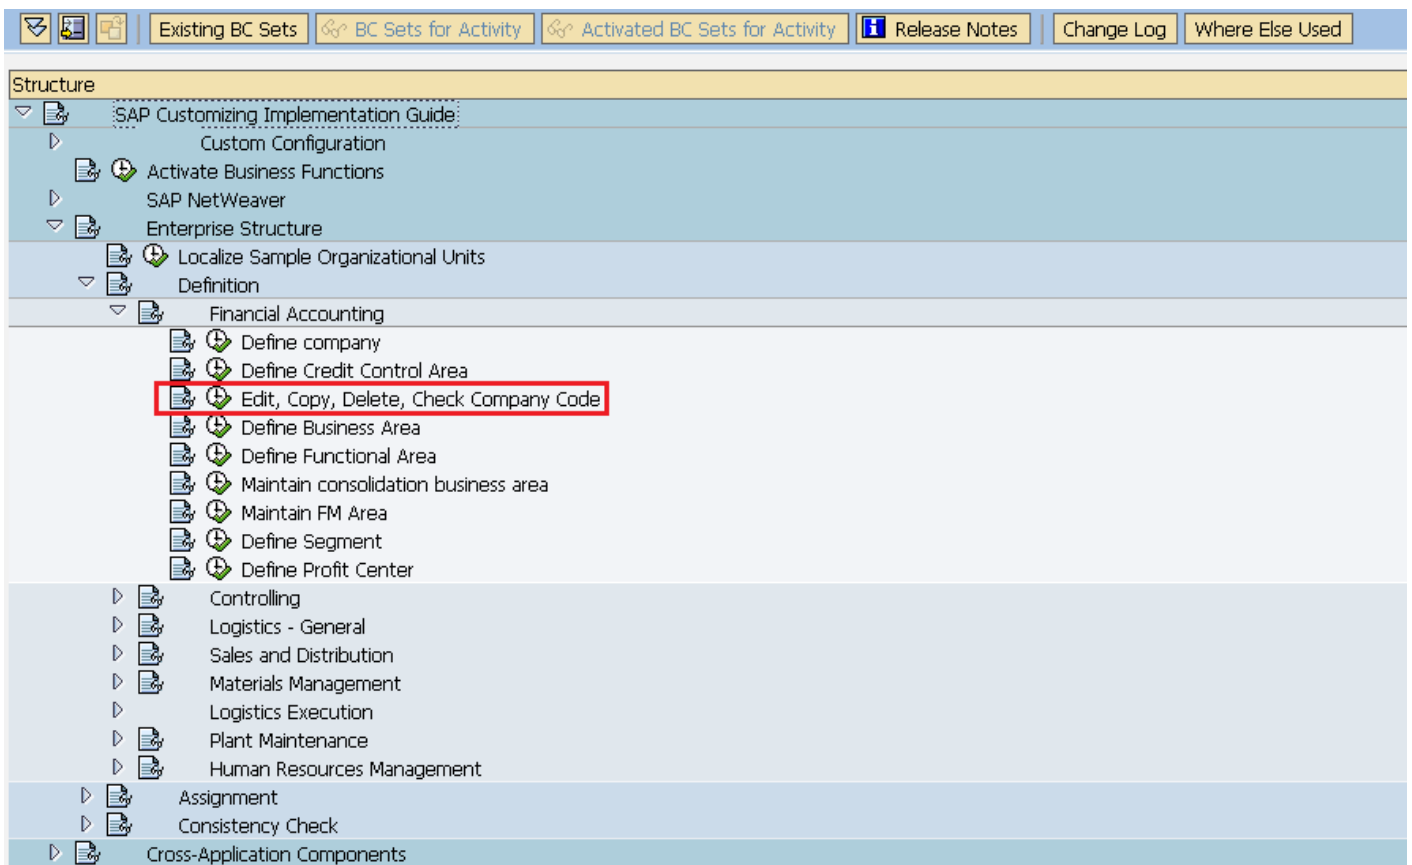 Existing BC Sets BC Sets for Activity Activated BC Sets for Activity Release Notes Change Log Where Else Used
Structure
SAP Customizing Implementation Guide
Custom Configuration
Activate Business Functions
SAP NetWeaver
Enterprise Structure
Localize Sample Organizational Units
Definition
Financial Accounting
Define company
Define Credit Control Area
Edit, Copy, Delete, Check Company Code
Define Business Area
Define Functional Area
Maintain consolidation business area
Maintain FM Area
Define Segment
Define Profit Center
Controlling
Logistics - General
Sales and Distribution
Materials Management
Logistics Execution
Plant Maintenance
Human Resources Management
Assignment
Consistency Check
Cross-Application Components